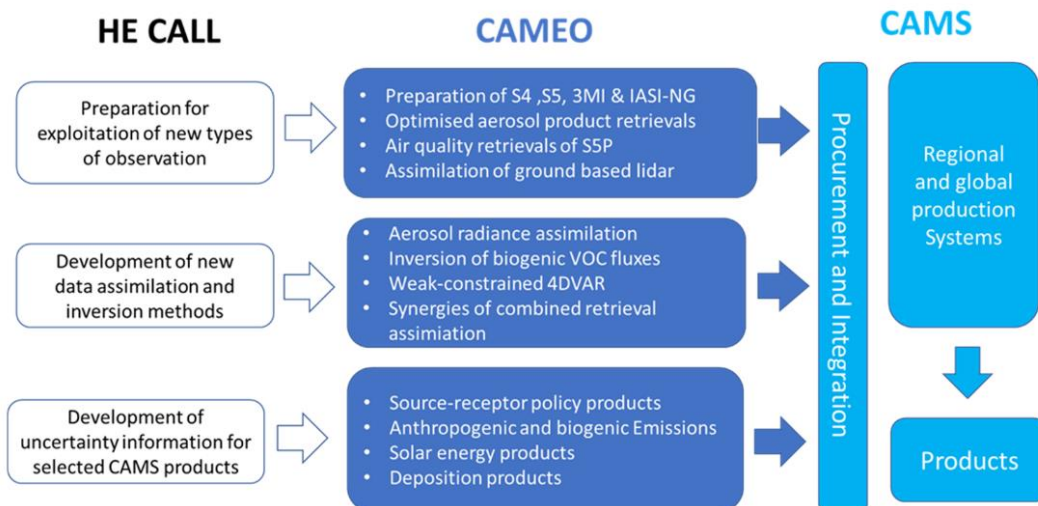 HE CALL
CAMEO
CAMS
Preparation for
exploitation of new types
of observation
• Preparation of S4 ,S5, 3MI & IASI-NG
• Optimised aerosol product retrievals
• Air quality retrievals of S5P
• Assimilation of ground based lidar
Development of new
data assimilation and
inversion methods
• Aerosol radiance assimilation
• Inversion of biogenic VOC fluxes
• Weak-constrained 4DVAR
• Synergies of combined retrieval
assimiation
Development of
uncertainty information for
selected CAMS products
• Source-receptor policy products
• Anthropogenic and biogenic Emissions
• Solar energy products
• Deposition products
Procurement and Integration
Regional
and global
production
Systems
Products